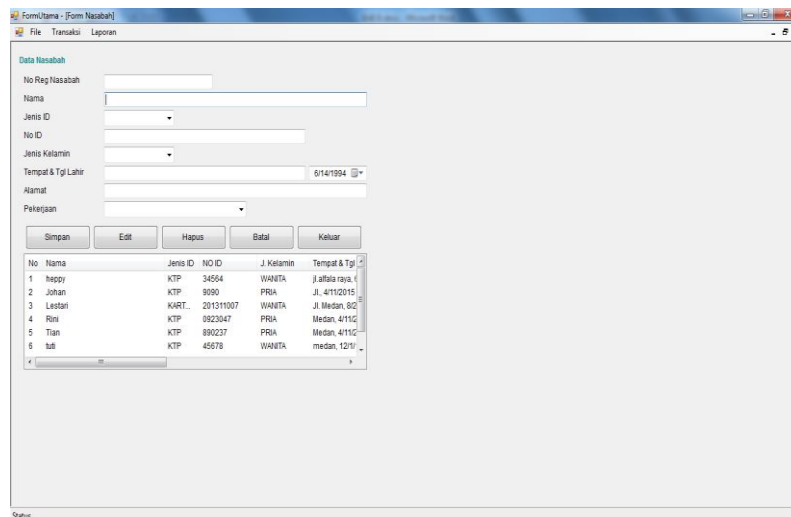 FormUtama - [Form Nasabah]
File Transaksi Laporan
Data Nasabah
No Reg Nasabah
Nama
Jenis ID
No ID
Jenis Kelamin
Tempat & Tgl Lahir 6/14/1994
Alamat
Pekerjaan
Simpan Edit Hapus Batal Keluar
No Nama Jenis ID NO ID J. Kelamin Tempat & Tgl
1 heppy KTP 34564 WANITA jl.alfala raya,
2 Johan KTP 9090 PRIA Jl., 4/11/2015
3 Lestari KART... 201311007 WANITA Jl. Medan, 8/2
4 Rini KTP 0923047 PRIA Medan, 4/11/2
5 Tian KTP 890237 PRIA Medan, 4/11/2
6 tuti KTP 45678 WANITA medan, 12/1/
Status